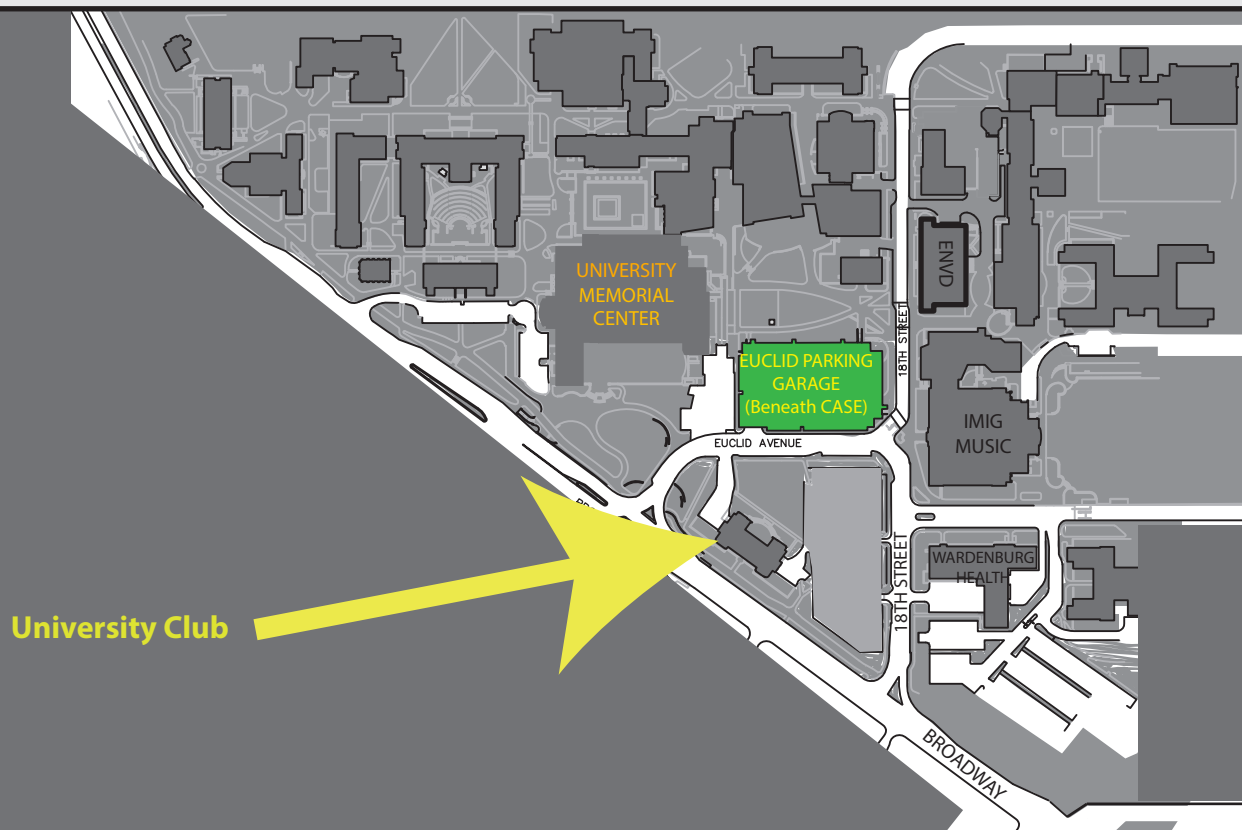 UNIVERSITY
MEMORIAL
CENTER
ENVD
18TH STREET
EUCLID PARKING
GARAGE
(Beneath CASE)
IMIG
MUSIC
EUCLID AVENUE
WARDENBURG
HEALTH
18TH STREET
University Club
BROADWAY